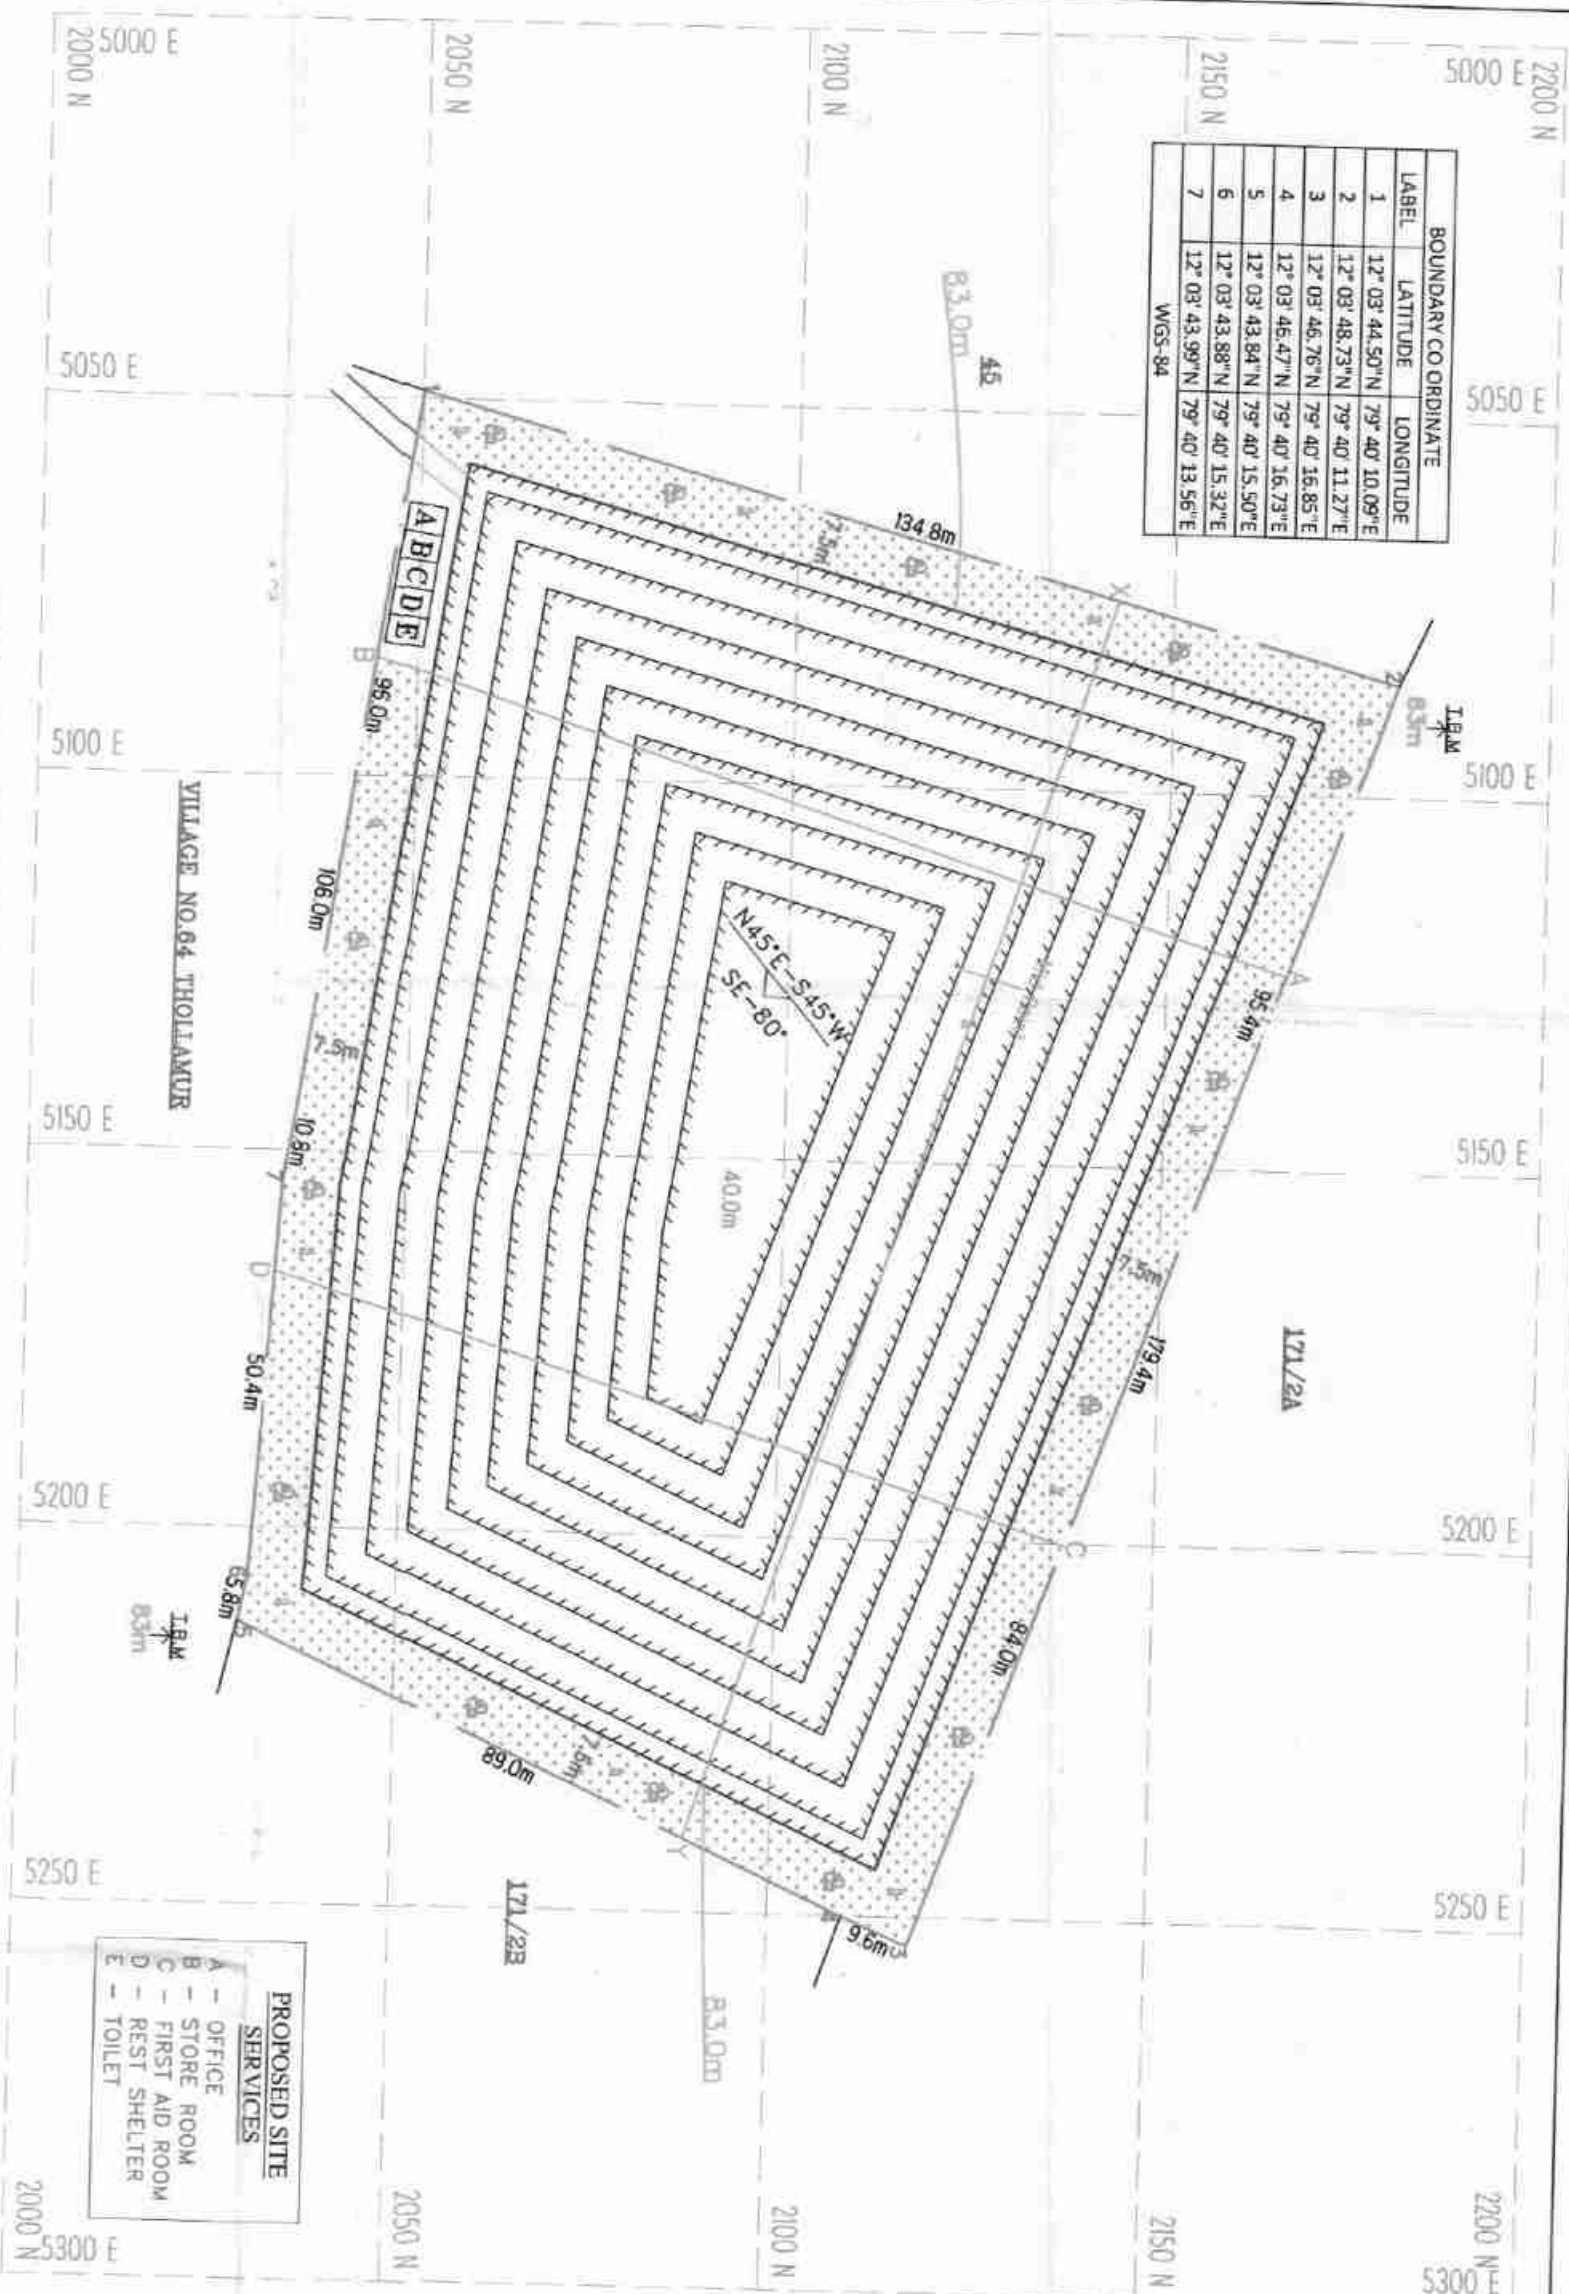 2200 N
5000 E
5050 E
5100 E
5150 E
5200 E
5250 E
2200 N
5300 E
2150 N
2150 N
2100 N
2100 N
2050 N
2050 N
2000 N
5000 E
5050 E
5100 E
5150 E
5200 E
5250 E
2000 N
5300 E
BOUNDARY CO ORDINATE
LABEL LATITUDE LONGITUDE
1 12° 03' 44.50"N 79° 40' 10.09"E
2 12° 03' 48.73"N 79° 40' 11.27"E
3 12° 03' 46.76"N 79° 40' 16.85"E
4 12° 03' 46.47"N 79° 40' 16.73"E
5 12° 03' 43.84"N 79° 40' 15.50"E
6 12° 03' 43.88"N 79° 40' 15.32"E
7 12° 03' 43.99"N 79° 40' 13.56"E
WGS-84
T.B.M
83m
2
171/2A
45
83.0m
134.8m
7.5m
X
A
95.4m
7.5m
179.4m
C
84.0m
3
9.6m
4
N45°E-S45°W
SE-80°
40.0m
1
A B C D E
B
96.0m
106.0m
7.5m
10.8m
7
D
50.4m
65.8m
5
89.0m
7.5m
Y
83.0m
171/2B
T.B.M
83m
VILLAGE NO.64 THOLLAMUR
PROPOSED SITE
SERVICES
A - OFFICE
B - STORE ROOM
C - FIRST AID ROOM
D - REST SHELTER
E - TOILET